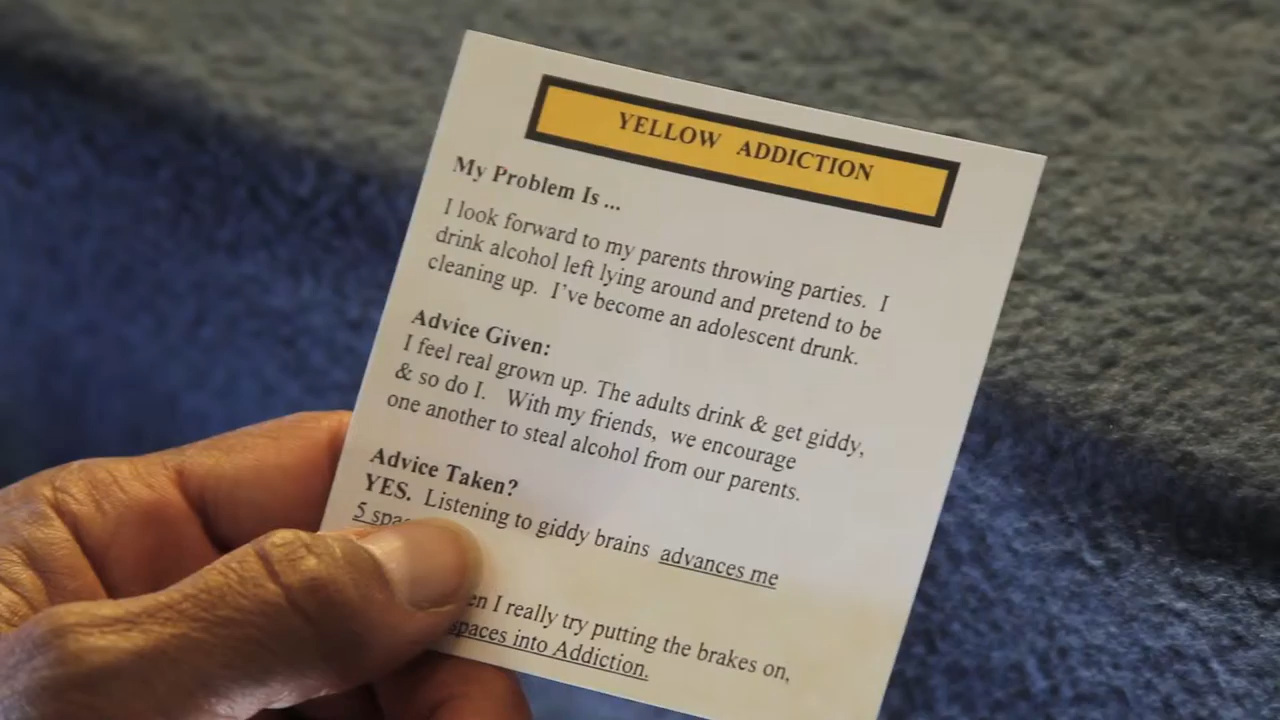 YELLOW ADDICTION
My Problem Is ...
I look forward to my parents throwing parties. I
drink alcohol left lying around and pretend to be
cleaning up. I've become an adolescent drunk.
Advice Given:
I feel real grown up. The adults drink & get giddy,
& so do I. With my friends, we encourage
one another to steal alcohol from our parents.
Advice Taken?
YES. Listening to giddy brains advances me
5
I really try putting the brakes on,
spaces into Addiction.